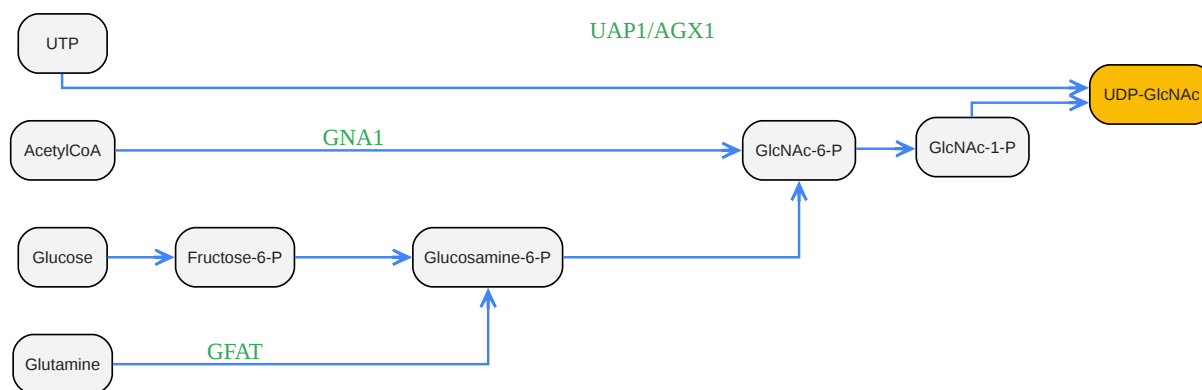 UTP
UAP1/AGX1
UDP-GlcNAc
AcetylCoA
GNA1
GlcNAc-6-P
GlcNAc-1-P
Glucose
Fructose-6-P
Glucosamine-6-P
Glutamine
GFAT